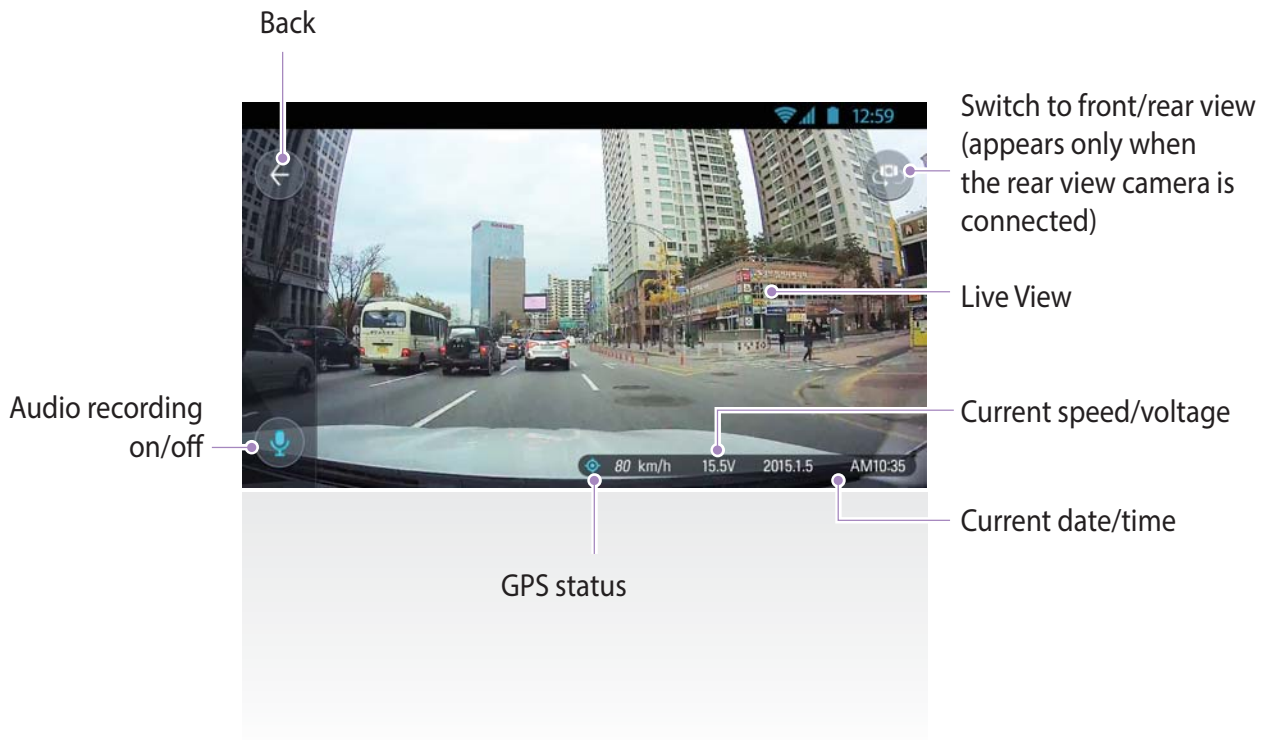 Back
12:59
Switch to front/rear view
(appears only when
the rear view camera is
connected)
Live View
Audio recording
on/off
Current speed/voltage
80 km/h 15.5V 2015.1.5 AM10:35
Current date/time
GPS status